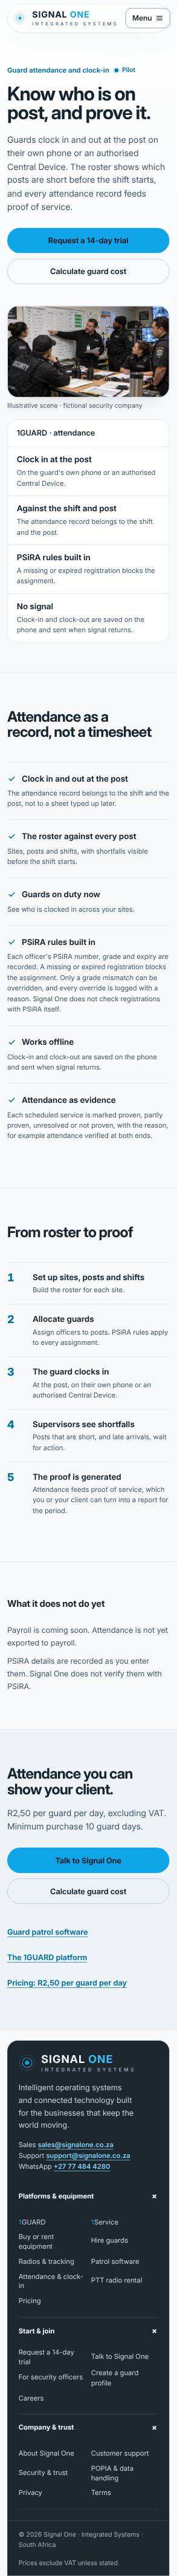 SIGNAL ONE
INTEGRATED SYSTEMS
Menu
Guard attendance and clock-in
Pilot
Know who is on
post, and prove it.
Guards clock in and out at the post on
their own phone or an authorised
Central Device. The roster shows which
posts are short before the shift starts,
and every attendance record feeds
proof of service.
Request a 14-day trial
Calculate guard cost
SECURITY
Illustrative scene · fictional security company
1GUARD · attendance
Clock in at the post
On the guard's own phone or an authorised
Central Device.
Against the shift and post
The attendance record belongs to the shift
and the post.
PSiRA rules built in
A missing or expired registration blocks the
assignment.
No signal
Clock-in and clock-out are saved on the
phone and sent when signal returns.
Attendance as a
record, not a timesheet
Clock in and out at the post
The attendance record belongs to the shift and the
post, not to a sheet typed up later.
The roster against every post
Sites, posts and shifts, with shortfalls visible
before the shift starts.
Guards on duty now
See who is clocked in across your sites.
PSiRA rules built in
Each officer's PSiRA number, grade and expiry are
recorded. A missing or expired registration blocks
the assignment. Only a grade mismatch can be
overridden, and every override is logged with a
reason. Signal One does not check registrations
with PSiRA itself.
Works offline
Clock-in and clock-out are saved on the phone
and sent when signal returns.
Attendance as evidence
Each scheduled service is marked proven, partly
proven, unresolved or not proven, with the reason,
for example attendance verified at both ends.
From roster to proof
1
Set up sites, posts and shifts
Build the roster for each site.
2
Allocate guards
Assign officers to posts. PSiRA rules apply
to every assignment.
3
The guard clocks in
At the post, on their own phone or an
authorised Central Device.
4
Supervisors see shortfalls
Posts that are short, and late arrivals, wait
for action.
5
The proof is generated
Attendance feeds proof of service, which
you or your client can turn into a report for
the period.
What it does not do yet
Payroll is coming soon. Attendance is not yet
exported to payroll.
PSiRA details are recorded as you enter
them. Signal One does not verify them with
PSiRA.
Attendance you can
show your client.
R2,50 per guard per day, excluding VAT.
Minimum purchase 10 guard days.
Talk to Signal One
Calculate guard cost
Guard patrol software
The 1GUARD platform
Pricing: R2,50 per guard per day
SIGNAL ONE
INTEGRATED SYSTEMS
Intelligent operating systems
and connected technology built
for the businesses that keep the
world moving.
Sales sales@signalone.co.za
Support support@signalone.co.za
WhatsApp +27 77 484 4280
Platforms & equipment
1GUARD
1Service
Buy or rent
equipment
Hire guards
Radios & tracking
Patrol software
Attendance & clock-
in
PTT radio rental
Pricing
Start & join
Request a 14-day
trial
Talk to Signal One
For security officers
Create a guard
profile
Careers
Company & trust
About Signal One
Customer support
Security & trust
POPIA & data
handling
Privacy
Terms
© 2026 Signal One · Integrated Systems ·
South Africa
Prices exclude VAT unless stated.